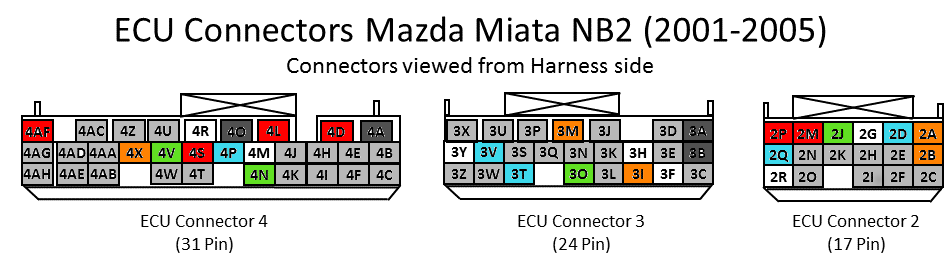 ECU Connectors Mazda Miata NB2 (2001-2005)
Connectors viewed from Harness side
4AF 4AC 4Z 4U 4R 4O 4L 4D 4A
4AG 4AD 4AA 4X 4V 4S 4P 4M 4J 4H 4E 4B
4AH 4AE 4AB 4W 4T 4N 4K 4I 4F 4C
ECU Connector 4
(31 Pin)
3X 3U 3P 3M 3J 3D 3A
3Y 3V 3S 3Q 3N 3K 3H 3E 3B
3Z 3W 3T 3O 3L 3I 3F 3C
ECU Connector 3
(24 Pin)
2P 2M 2J 2G 2D 2A
2Q 2N 2K 2H 2E 2B
2R 2O 2I 2F 2C
ECU Connector 2
(17 Pin)